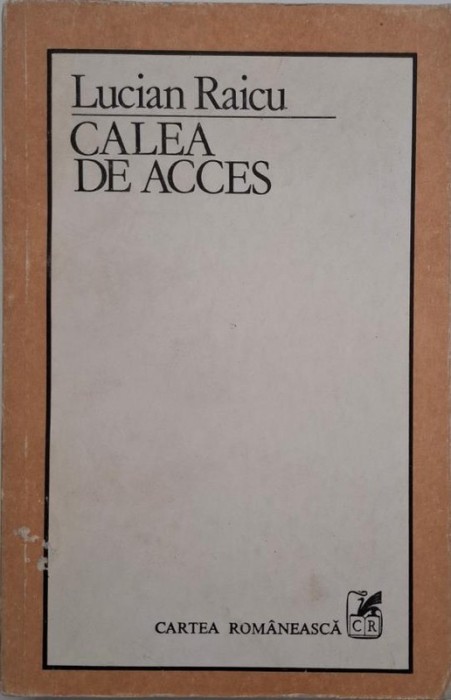 Lucian Raicu
CALEA
DE ACCES
CARTEA ROMÂNEASCĂ
CR